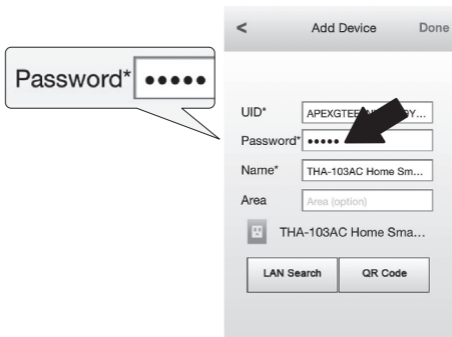 Password* •••••
< Add Device Done
UID* APEXGTEE
Password* •••••
Name* THA-103AC Home Sm...
Area Area (option)
THA-103AC Home Sma...
LAN Search QR Code